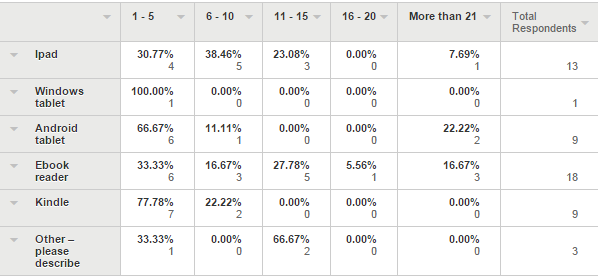 1 - 5 6 - 10 11 - 15 16 - 20 More than 21 Total
Respondents
Ipad 30.77% 38.46% 23.08% 0.00% 7.69%
4 5 3 0 1 13
Windows 100.00% 0.00% 0.00% 0.00% 0.00%
tablet 1 0 0 0 0 1
Android 66.67% 11.11% 0.00% 0.00% 22.22%
tablet 6 1 0 0 2 9
Ebook 33.33% 16.67% 27.78% 5.56% 16.67%
reader 6 3 5 1 3 18
Kindle 77.78% 22.22% 0.00% 0.00% 0.00%
7 2 0 0 0 9
Other – 33.33% 0.00% 66.67% 0.00% 0.00%
please 1 0 2 0 0 3
describe